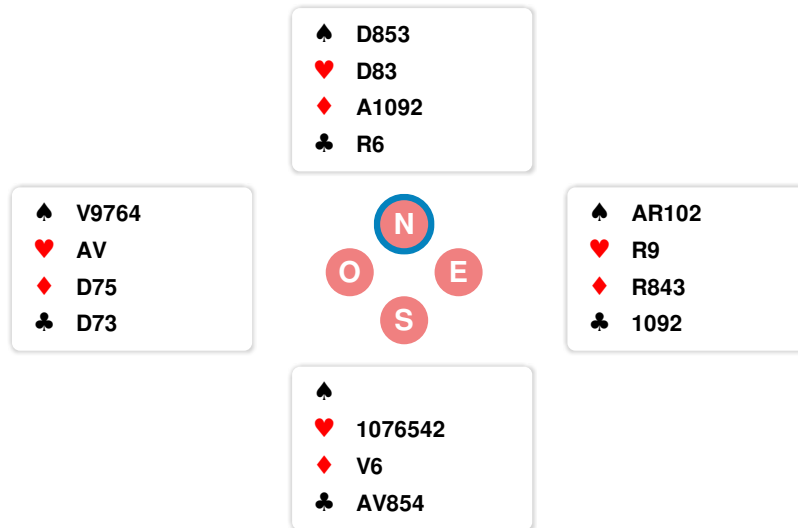 ♠ D853
♥ D83
♦ A1092
♣ R6
♠ V9764
♥ AV
♦ D75
♣ D73
N
O
E
S
♠ AR102
♥ R9
♦ R843
♣ 1092
♠
♥ 1076542
♦ V6
♣ AV854